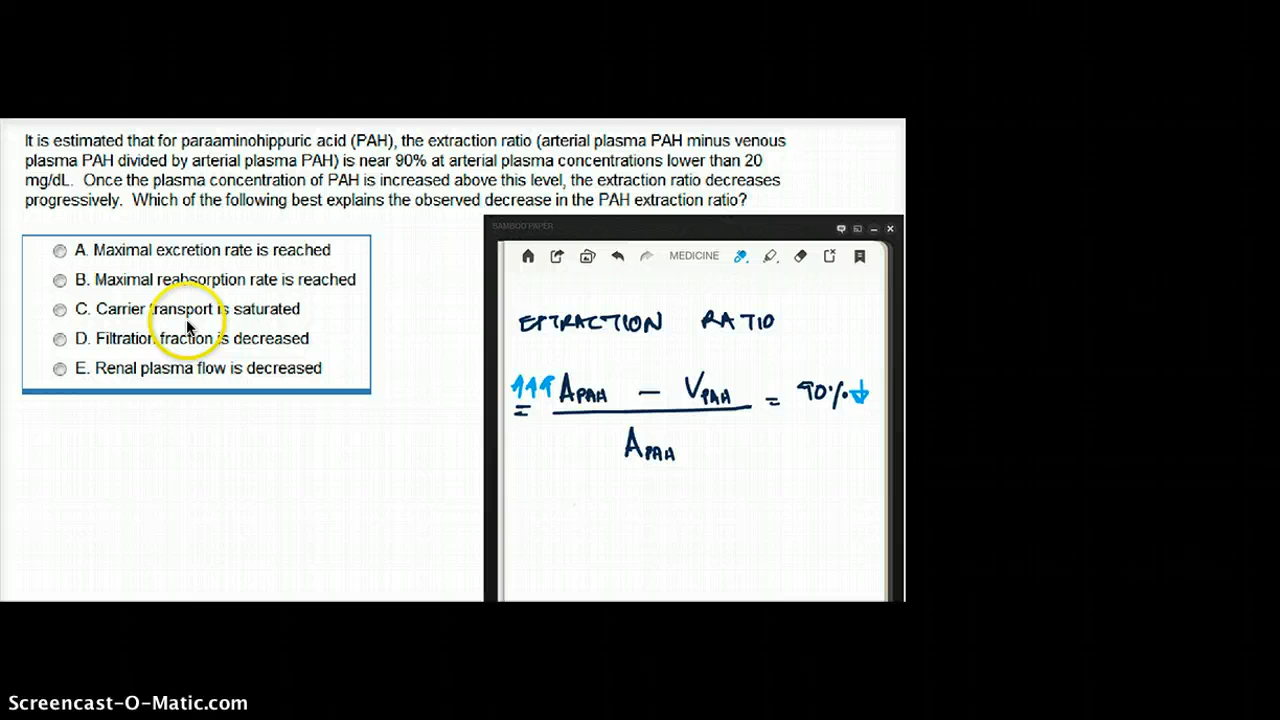 It is estimated that for paraaminohippuric acid (PAH), the extraction ratio (arterial plasma PAH minus venous
plasma PAH divided by arterial plasma PAH) is near 90% at arterial plasma concentrations lower than 20
mg/dL. Once the plasma concentration of PAH is increased above this level, the extraction ratio decreases
progressively. Which of the following best explains the observed decrease in the PAH extraction ratio?
A. Maximal excretion rate is reached
B. Maximal reabsorption rate is reached
C. Carrier transport is saturated
D. Filtration fraction is decreased
E. Renal plasma flow is decreased
BAMBOO PAPER
MEDICINE
EXTRACTION RATIO
↑↑↑ A PAH — V PAH = 90% ↓
=
A PAH
Screencast-O-Matic.com